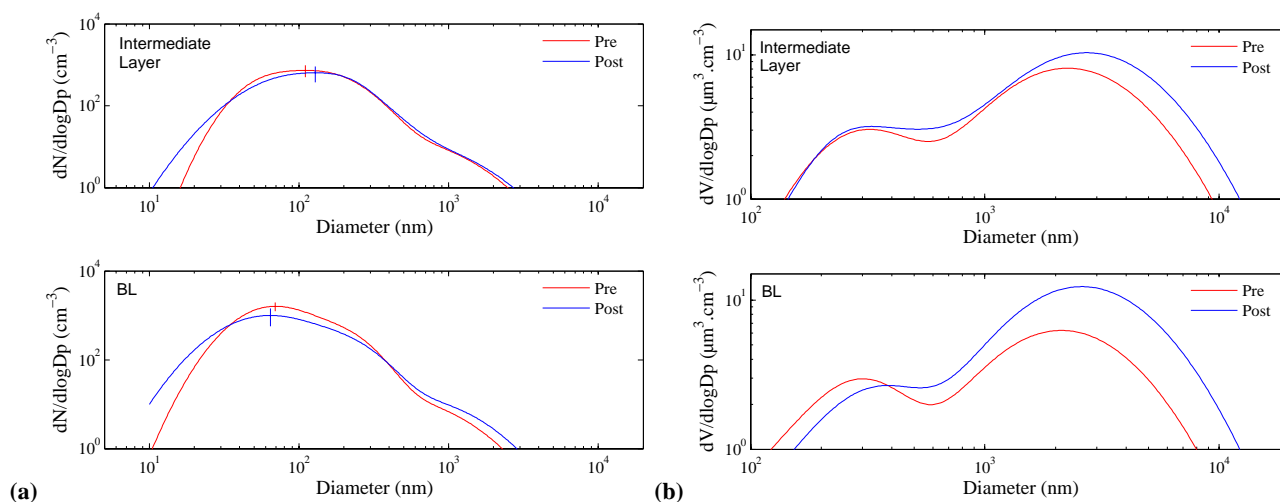 Intermediate
Layer
Pre
Post
dN/dlogDp (cm⁻³)
10⁴
10²
10⁰
10¹ 10² 10³ 10⁴
Diameter (nm)
BL
Pre
Post
dN/dlogDp (cm⁻³)
10⁴
10²
10⁰
10¹ 10² 10³ 10⁴
Diameter (nm)
(a)
Intermediate
Layer
Pre
Post
dV/dlogDp (μm³.cm⁻³)
10¹
10⁰
10² 10³ 10⁴
Diameter (nm)
BL
Pre
Post
dV/dlogDp (μm³.cm⁻³)
10¹
10⁰
10² 10³ 10⁴
Diameter (nm)
(b)